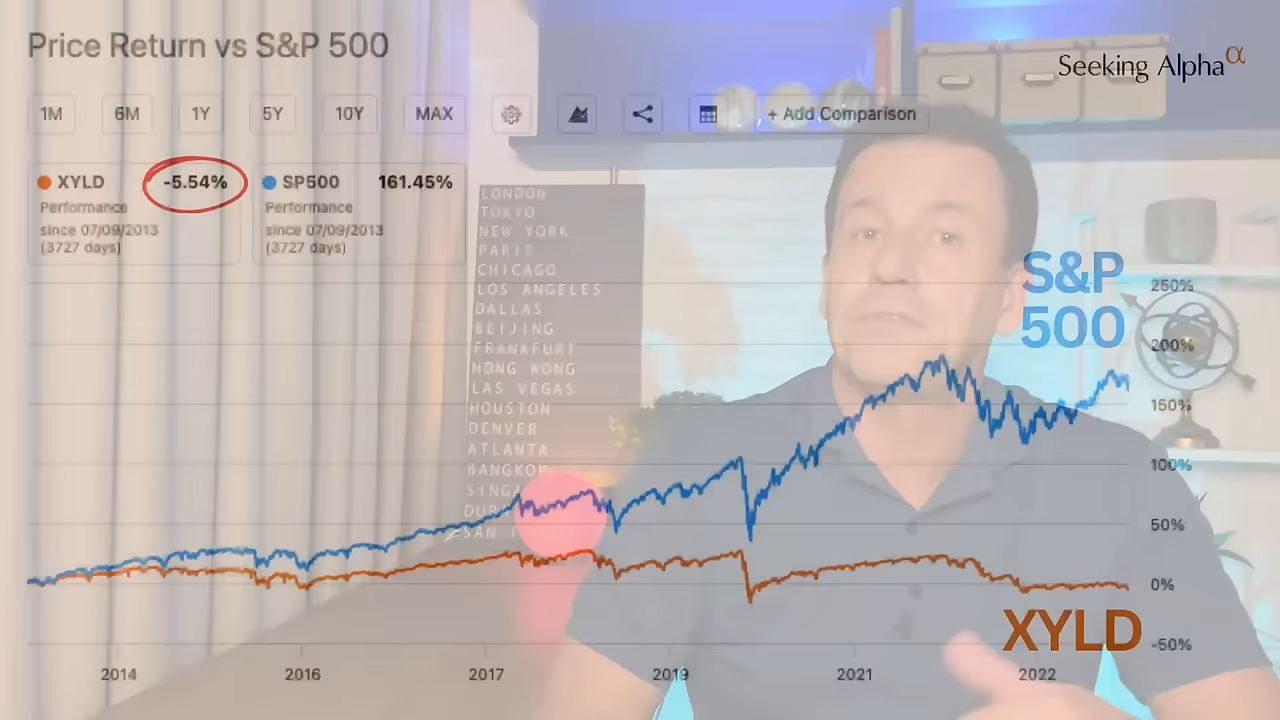 Price Return vs S&P 500
Seeking Alpha α
1M 6M 1Y 5Y 10Y MAX + Add Comparison
XYLD -5.54%
Performance
since 07/09/2013
(3727 days)
SP500 161.45%
Performance
since 07/09/2013
(3727 days)
LONDON
TOKYO
NEW YORK
PARIS
CHICAGO
LOS ANGELES
DALLAS
BEIJING
FRANKFURT
HONG KONG
LAS VEGAS
HOUSTON
DENVER
ATLANTA
BANGKOK
S&P
500
250%
200%
150%
100%
50%
0%
-50%
XYLD
2014 2016 2017 2019 2021 2022